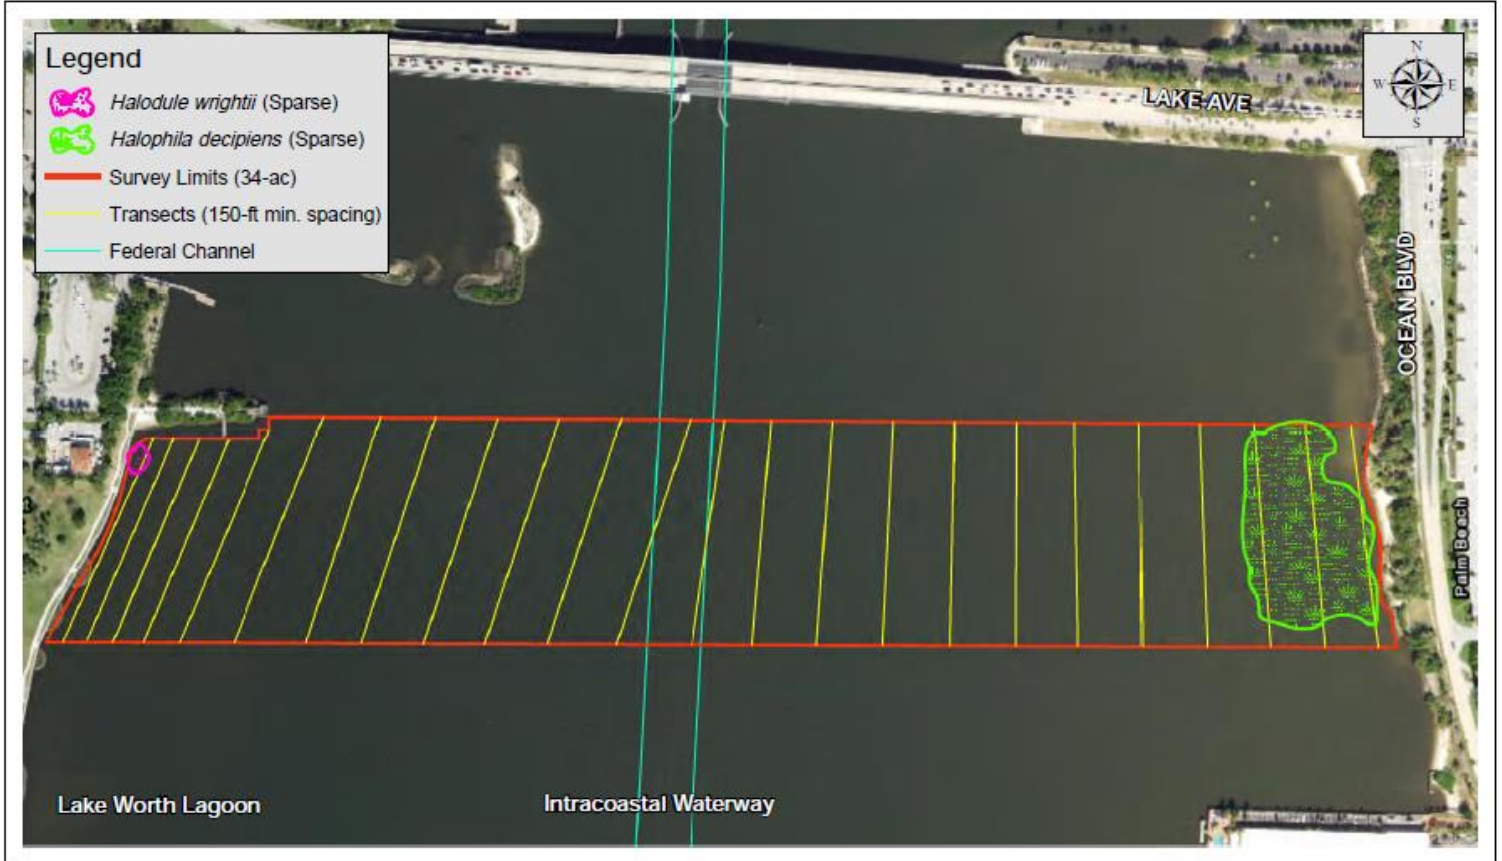 Legend
Halodule wrightii (Sparse)
Halophila decipiens (Sparse)
Survey Limits (34-ac)
Transects (150-ft min. spacing)
Federal Channel
N
W
E
S
LAKE AVE
OCEAN BLVD
Palm Beach
Lake Worth Lagoon
Intracoastal Waterway